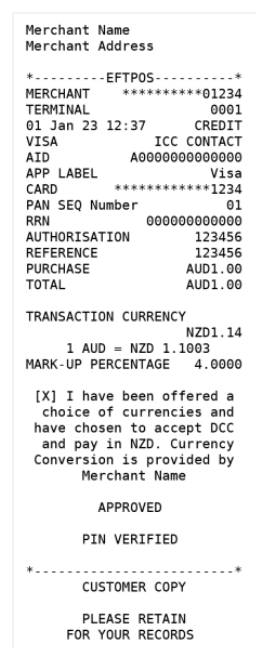 Merchant Name
Merchant Address
*---------EFTPOS----------*
MERCHANT    **********01234
TERMINAL               0001
01 Jan 23 12:37      CREDIT
VISA            ICC CONTACT
AID          A0000000000000
APP LABEL              Visa
CARD       ************1234
PAN SEQ Number           01
RRN            000000000000
AUTHORISATION        123456
REFERENCE            123456
PURCHASE            AUD1.00
TOTAL               AUD1.00
TRANSACTION CURRENCY
NZD1.14
1 AUD = NZD 1.1003
MARK-UP PERCENTAGE   4.0000
[X] I have been offered a
choice of currencies and
have chosen to accept DCC
and pay in NZD. Currency
Conversion is provided by
Merchant Name
APPROVED
PIN VERIFIED
*-------------------------*
CUSTOMER COPY
PLEASE RETAIN
FOR YOUR RECORDS